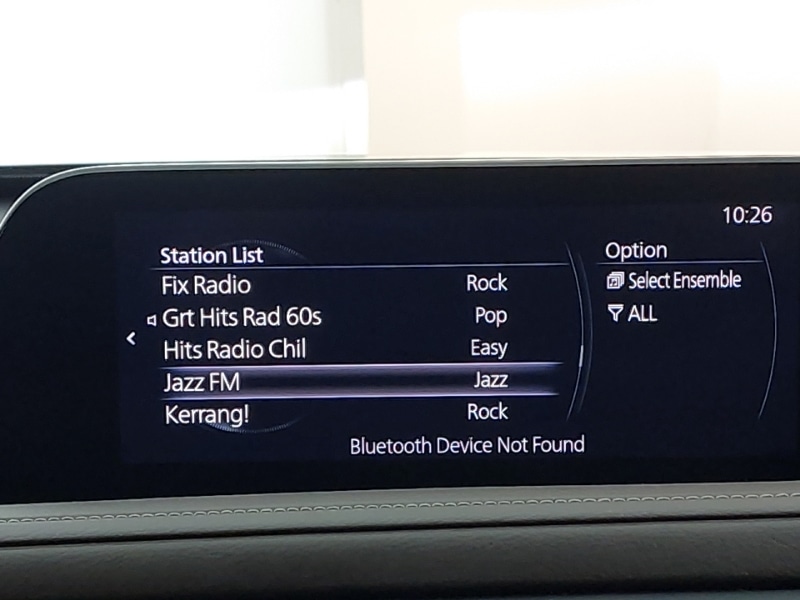 10:26
Station List
Fix Radio Rock
Grt Hits Rad 60s Pop
Hits Radio Chil Easy
Jazz FM Jazz
Kerrang! Rock
Option
Select Ensemble
ALL
Bluetooth Device Not Found